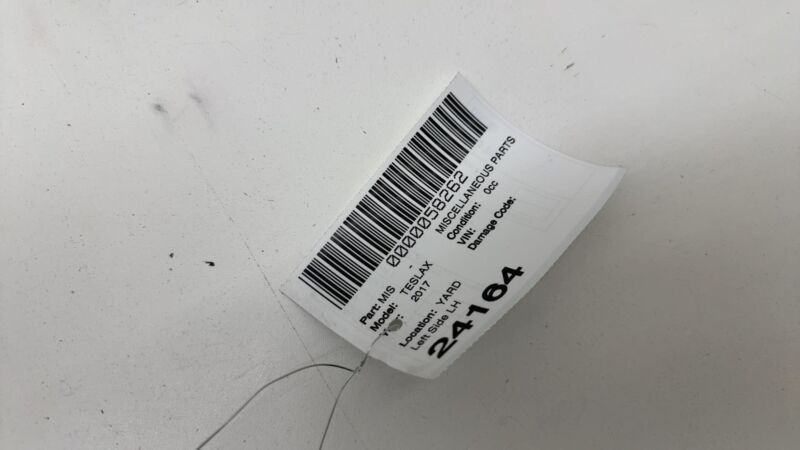 0000058262
Part: MIS - MISCELLANEOUS PARTS
Model: TESLAX Condition: 0cc
2017 VIN:
Location: YARD Damage Code:
Left Side LH
24164